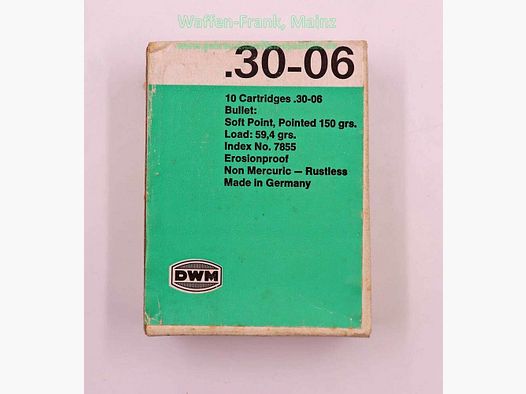 Waffen-Frank, Mainz
.30-06
10 Cartridges .30-06
Bullet:
Soft Point, Pointed 150 grs.
Load: 59,4 grs.
Index No. 7855
Erosionproof
Non Mercuric — Rustless
Made in Germany
DWM